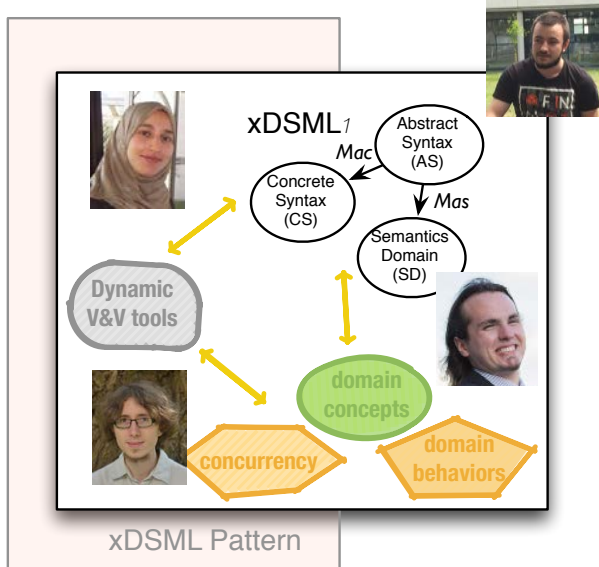 xDSML1
Abstract
Syntax
(AS)
Mac
Concrete
Syntax
(CS)
Mas
Semantics
Domain
(SD)
Dynamic
V&V tools
domain
concepts
concurrency
domain
behaviors
xDSML Pattern